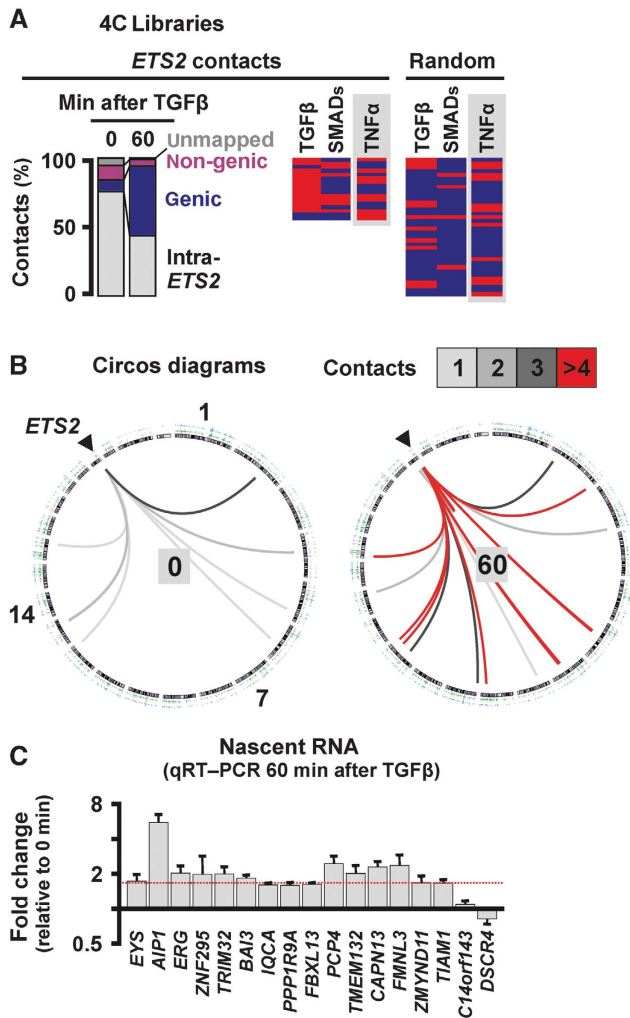 A
4C Libraries
ETS2 contacts
Random
Min after TGFβ
0 60
Unmapped
Non-genic
Genic
Intra-
ETS2
Contacts (%)
100
50
0
TGFβ
SMADs
TNFα
TGFβ
SMADs
TNFα
B
Circos diagrams
Contacts
1 2 3 >4
ETS2
1
0
14
7
60
C
Nascent RNA
(qRT–PCR 60 min after TGFβ)
Fold change
(relative to 0 min)
8
2
0.5
EYS
AIP1
ERG
ZNF295
TRIM32
BAI3
IQCA
PPP1R9A
FBXL13
PCP4
TMEM132
CAPN13
FMNL3
ZMYND11
TIAM1
C14orf143
DSCR4